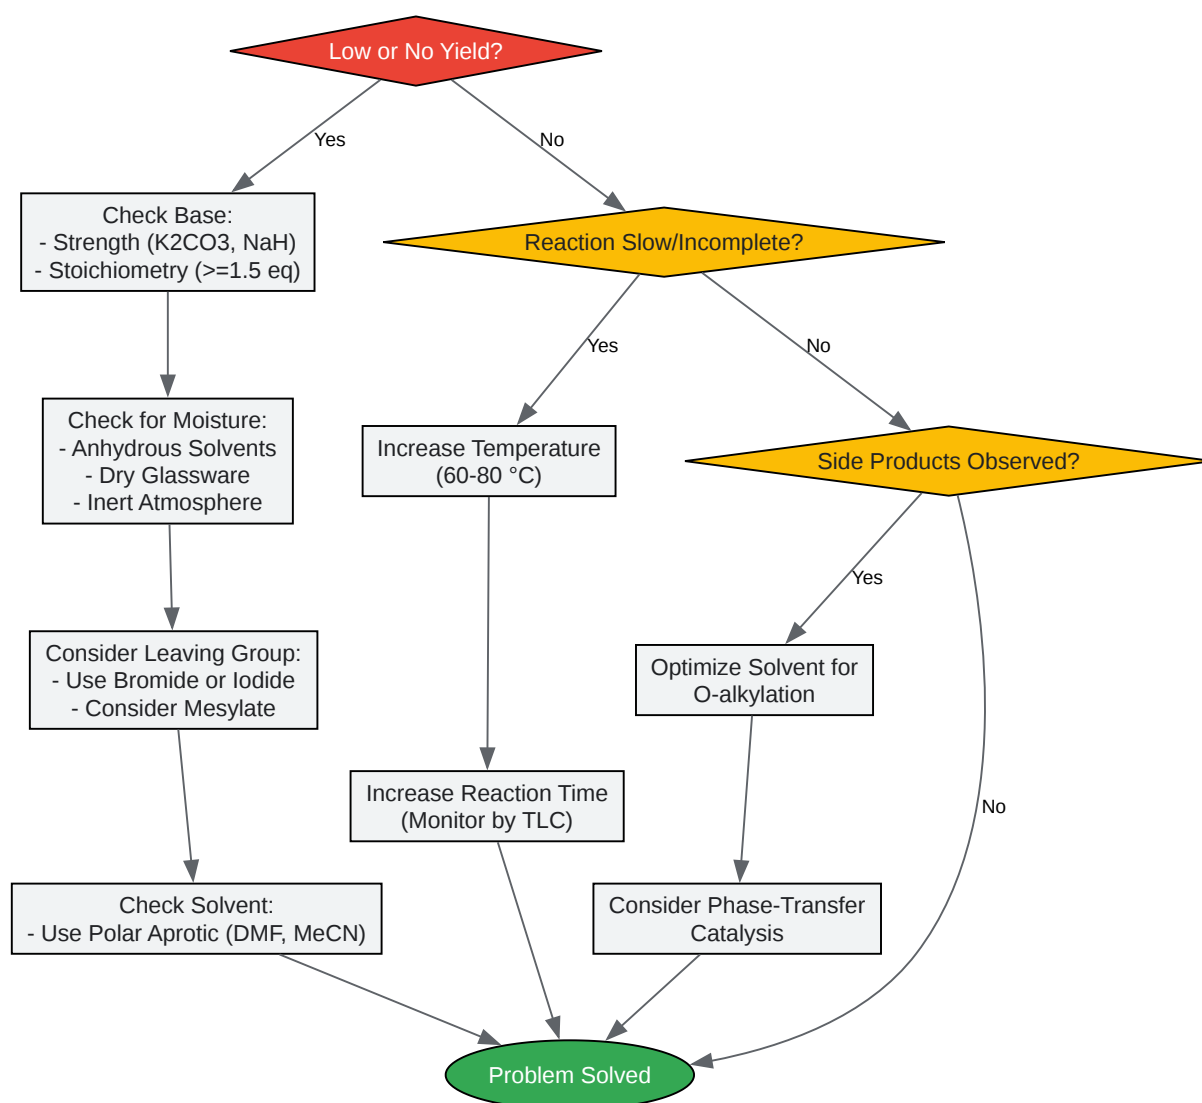 Low or No Yield?
Yes
No
Check Base:
- Strength (K2CO3, NaH)
- Stoichiometry (>=1.5 eq)
Reaction Slow/Incomplete?
Yes
No
Check for Moisture:
- Anhydrous Solvents
- Dry Glassware
- Inert Atmosphere
Increase Temperature
(60-80 °C)
Side Products Observed?
Yes
No
Consider Leaving Group:
- Use Bromide or Iodide
- Consider Mesylate
Optimize Solvent for
O-alkylation
Increase Reaction Time
(Monitor by TLC)
Check Solvent:
- Use Polar Aprotic (DMF, MeCN)
Consider Phase-Transfer
Catalysis
Problem Solved